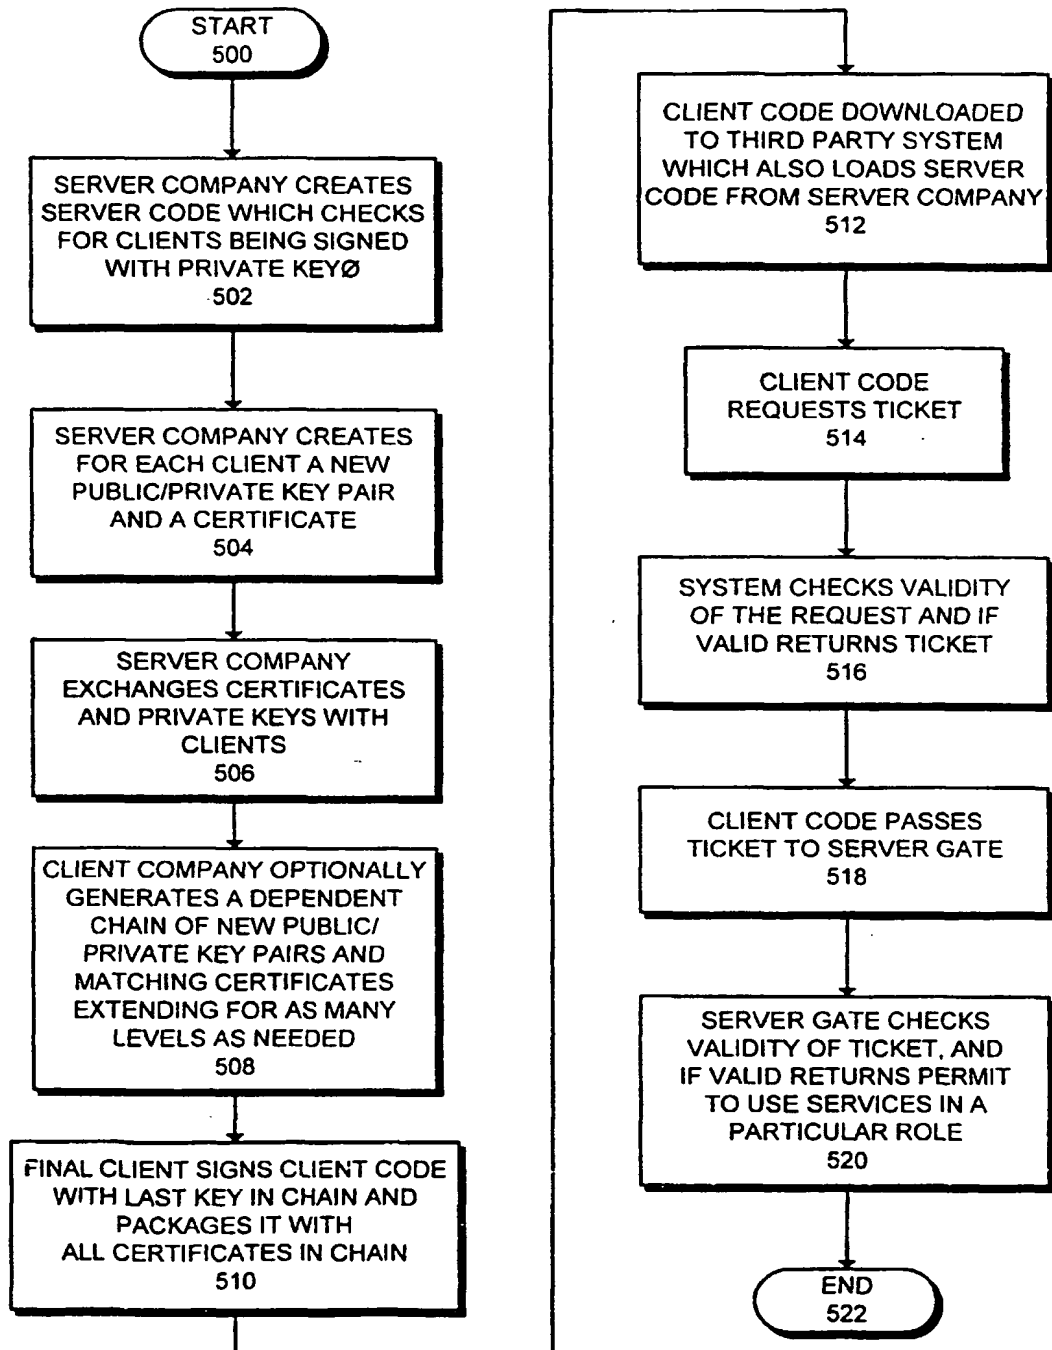 START
500
SERVER COMPANY CREATES
SERVER CODE WHICH CHECKS
FOR CLIENTS BEING SIGNED
WITH PRIVATE KEYØ
502
SERVER COMPANY CREATES
FOR EACH CLIENT A NEW
PUBLIC/PRIVATE KEY PAIR
AND A CERTIFICATE
504
SERVER COMPANY
EXCHANGES CERTIFICATES
AND PRIVATE KEYS WITH
CLIENTS
506
CLIENT COMPANY OPTIONALLY
GENERATES A DEPENDENT
CHAIN OF NEW PUBLIC/
PRIVATE KEY PAIRS AND
MATCHING CERTIFICATES
EXTENDING FOR AS MANY
LEVELS AS NEEDED
508
FINAL CLIENT SIGNS CLIENT CODE
WITH LAST KEY IN CHAIN AND
PACKAGES IT WITH
ALL CERTIFICATES IN CHAIN
510
CLIENT CODE DOWNLOADED
TO THIRD PARTY SYSTEM
WHICH ALSO LOADS SERVER
CODE FROM SERVER COMPANY
512
CLIENT CODE
REQUESTS TICKET
514
SYSTEM CHECKS VALIDITY
OF THE REQUEST AND IF
VALID RETURNS TICKET
516
CLIENT CODE PASSES
TICKET TO SERVER GATE
518
SERVER GATE CHECKS
VALIDITY OF TICKET, AND
IF VALID RETURNS PERMIT
TO USE SERVICES IN A
PARTICULAR ROLE
520
END
522